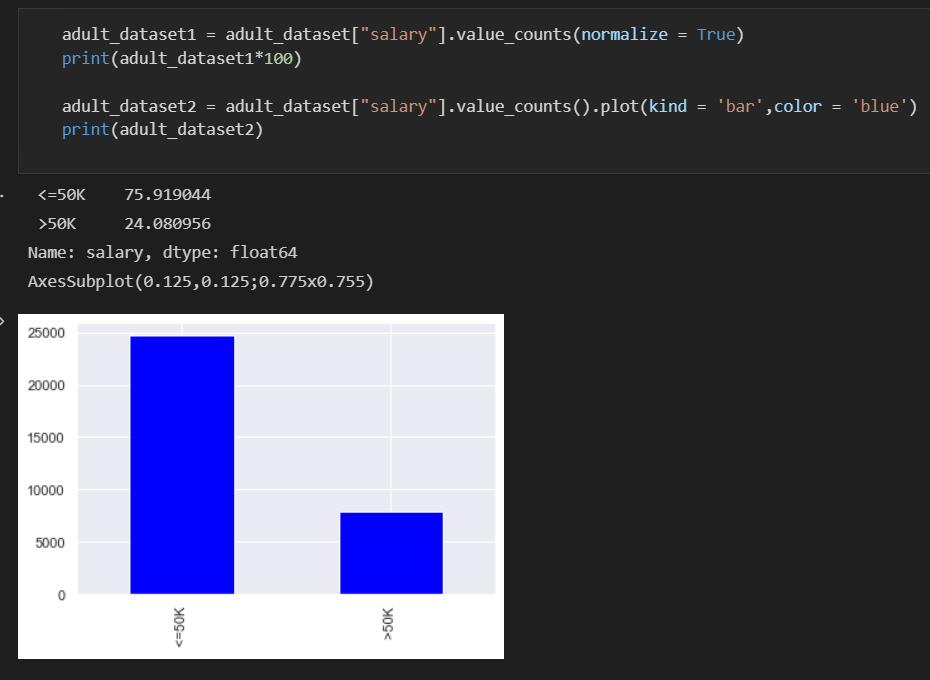 adult_dataset1 = adult_dataset["salary"].value_counts(normalize = True)
print(adult_dataset1*100)
adult_dataset2 = adult_dataset["salary"].value_counts().plot(kind = 'bar',color = 'blue')
print(adult_dataset2)
<=50K    75.919044
>50K     24.080956
Name: salary, dtype: float64
AxesSubplot(0.125,0.125;0.775x0.755)
25000
20000
15000
10000
5000
0
<=50K
>50K